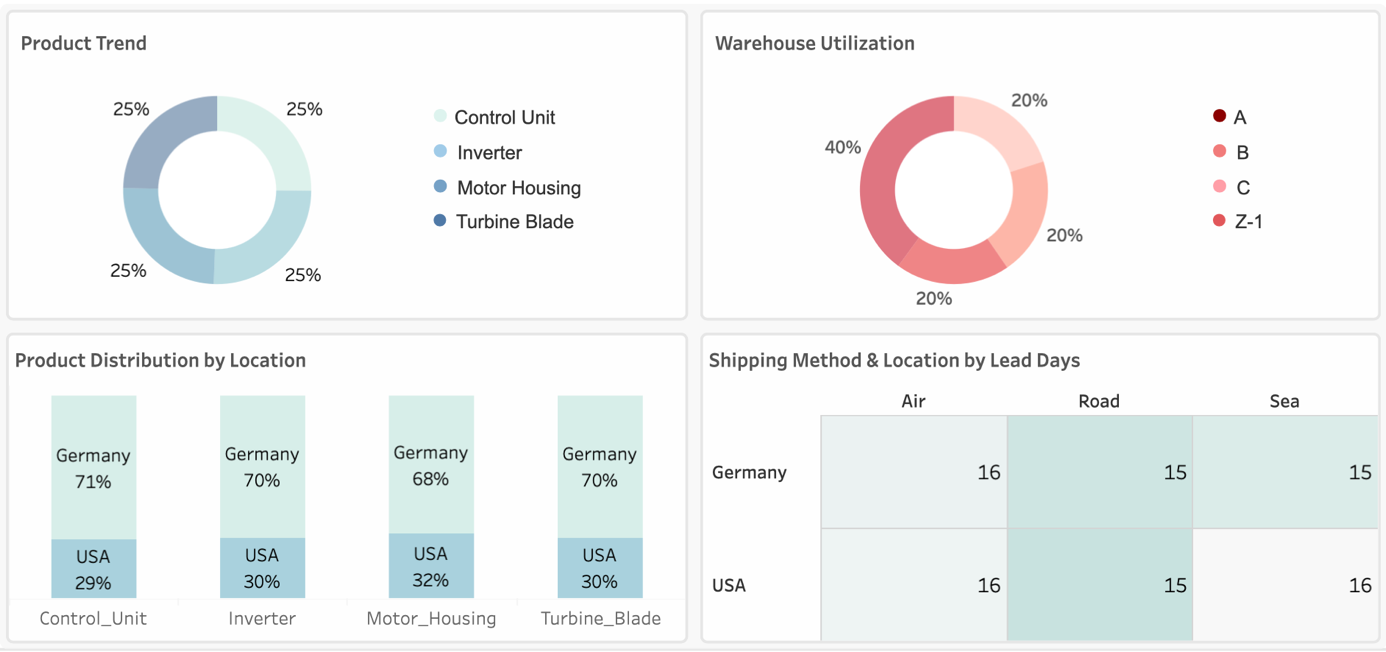 Product Trend
25%
25%
25%
25%
Control Unit
Inverter
Motor Housing
Turbine Blade
Warehouse Utilization
20%
40%
20%
20%
A
B
C
Z-1
Product Distribution by Location
Germany
71%
USA
29%
Control_Unit
Germany
70%
USA
30%
Inverter
Germany
68%
USA
32%
Motor_Housing
Germany
70%
USA
30%
Turbine_Blade
Shipping Method & Location by Lead Days
Air Road Sea
Germany 16 15 15
USA 16 15 16